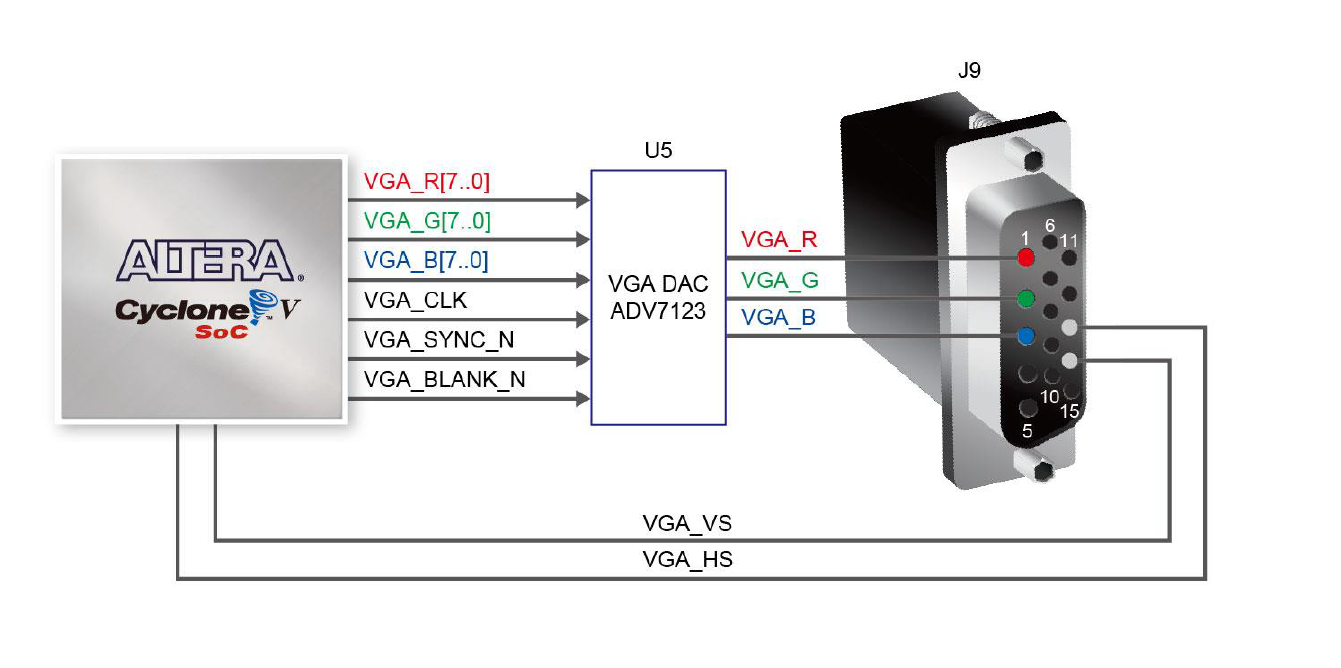 J9
U5
VGA_R[7..0]
VGA_G[7..0]
VGA_B[7..0]
VGA_CLK
VGA_SYNC_N
VGA_BLANK_N
ALTERA®
Cyclone™ V
SoC
VGA DAC
ADV7123
VGA_R
VGA_G
VGA_B
1
6
11
10
15
5
VGA_VS
VGA_HS